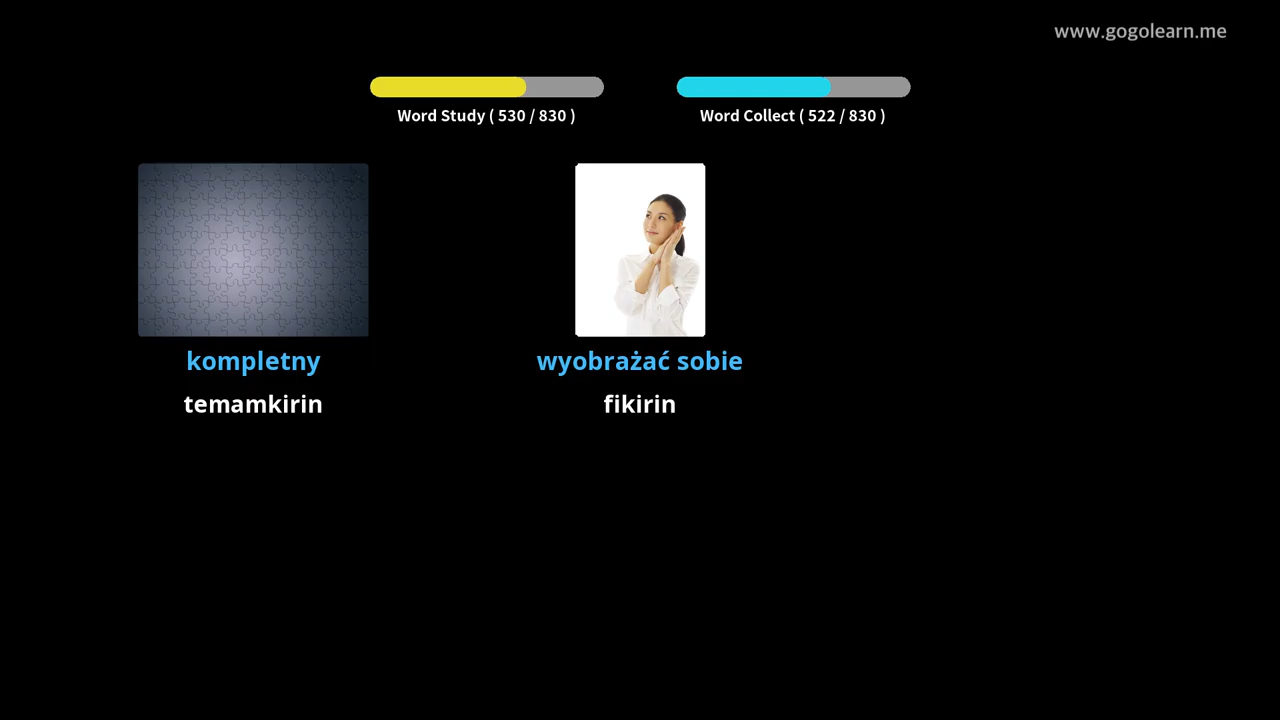 www.gogolearn.me
Word Study ( 530 / 830 )
Word Collect ( 522 / 830 )
kompletny
temamkirin
wyobrażać sobie
fikirin